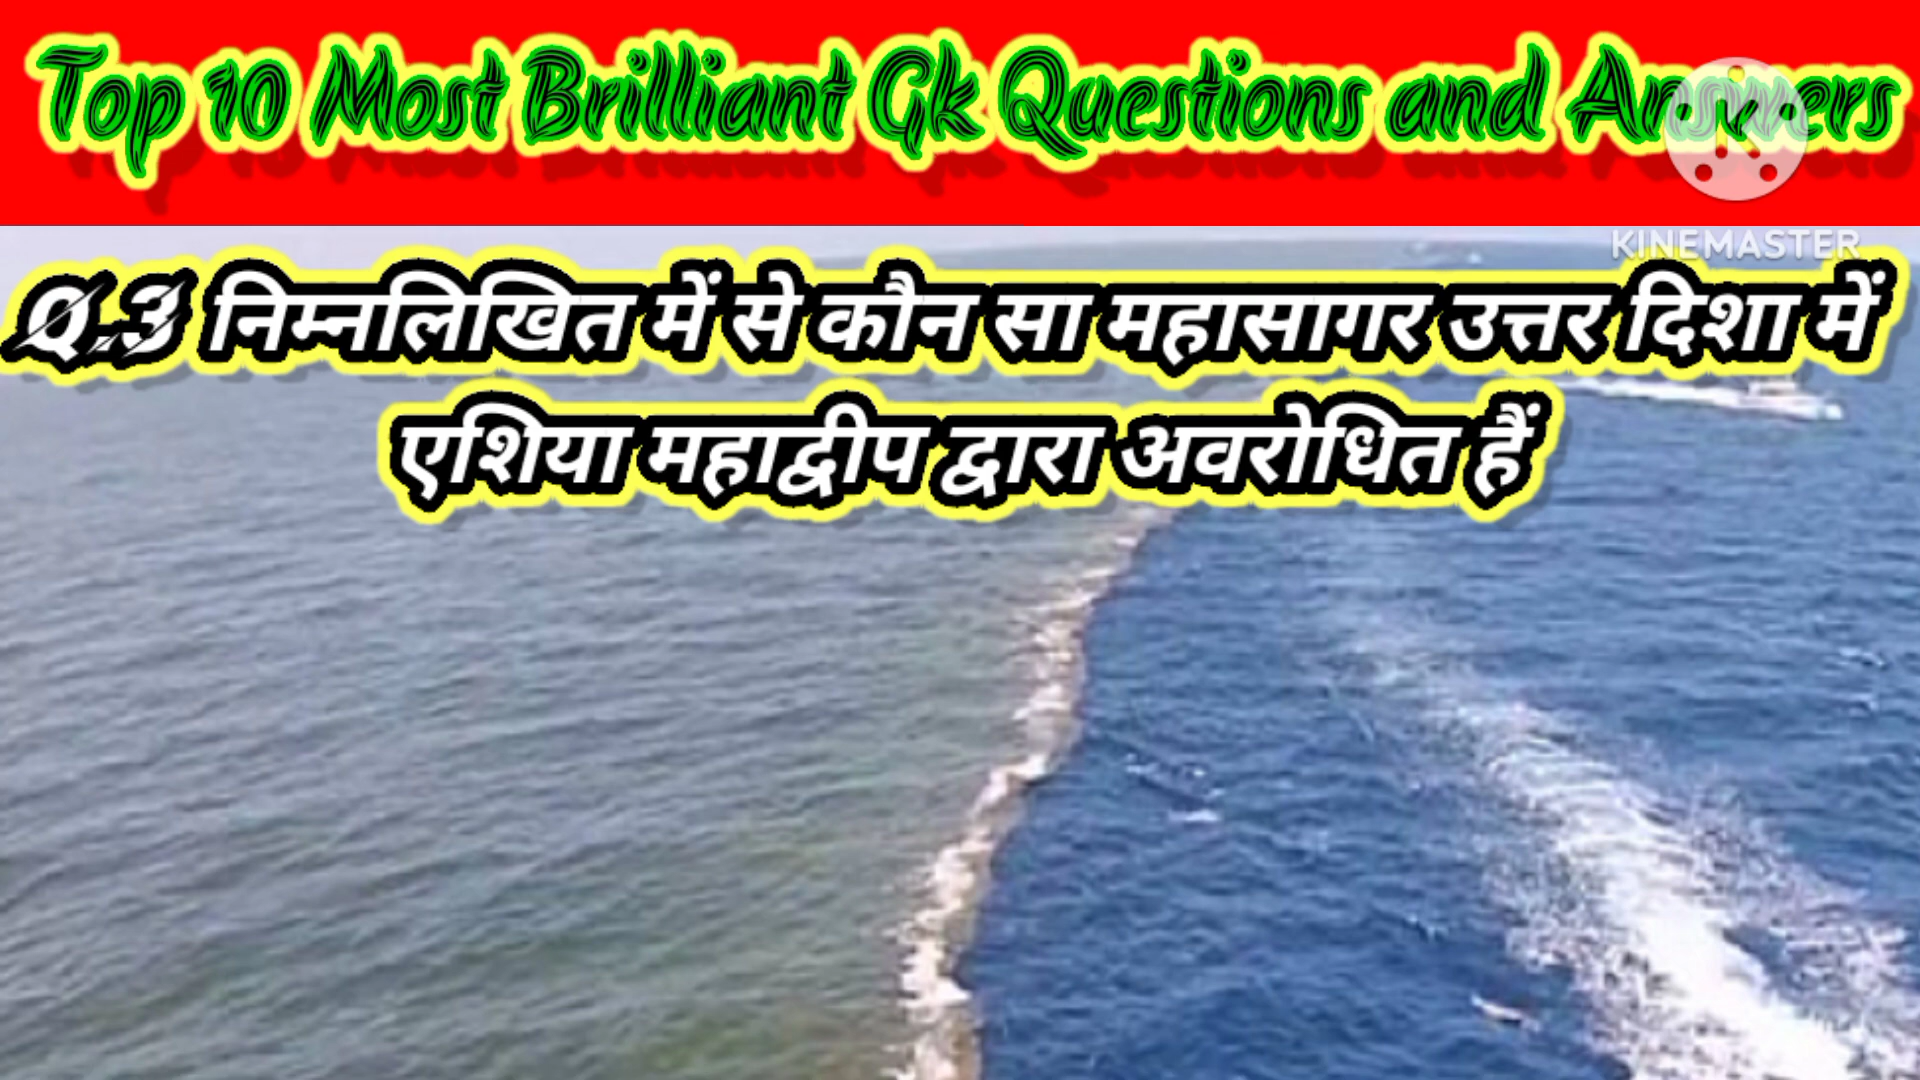 Top 10 Most Brilliant Gk Questions and Answers
KINEMASTER
Q.3 निम्नलिखित में से कौन सा महासागर उत्तर दिशा में
एशिया महाद्वीप द्वारा अवरोधित हैं